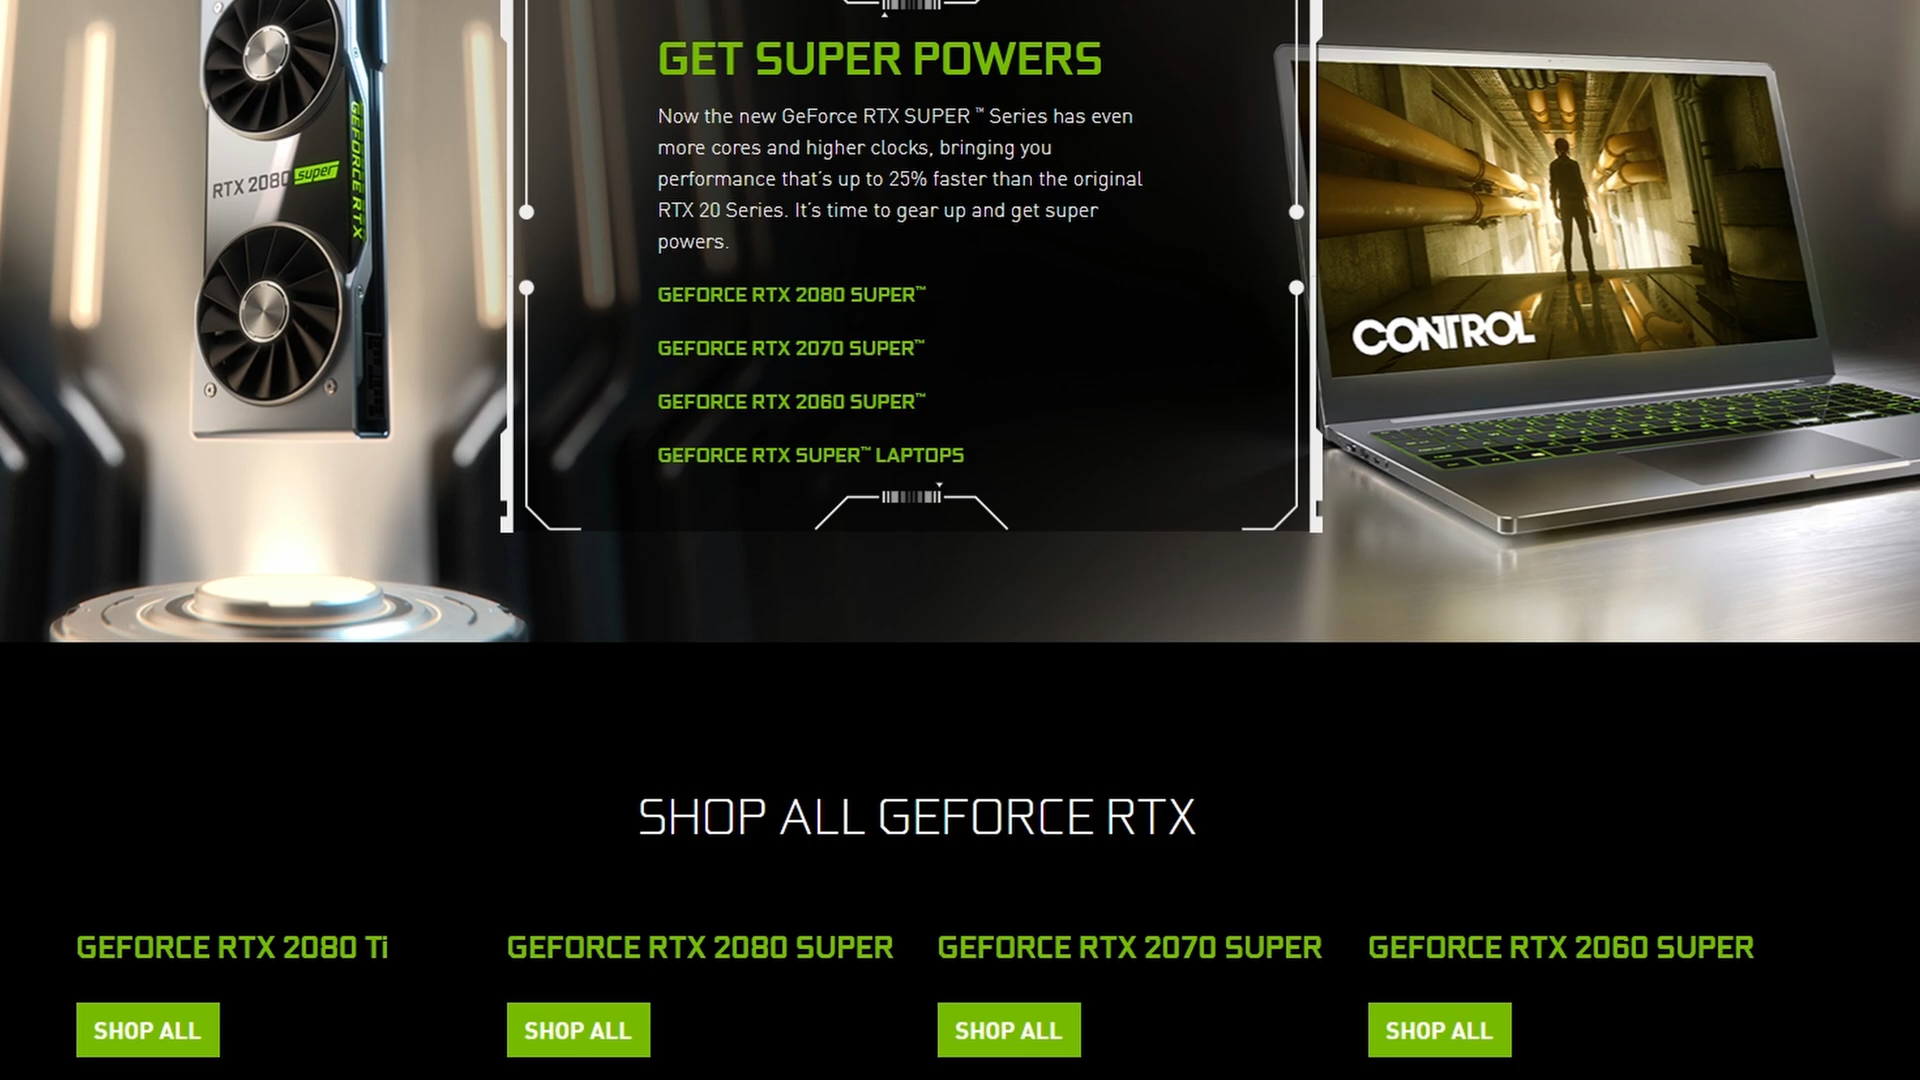 GET SUPER POWERS
Now the new GeForce RTX SUPER ™ Series has even
more cores and higher clocks, bringing you
performance that's up to 25% faster than the original
RTX 20 Series. It's time to gear up and get super
powers.
GEFORCE RTX 2080 SUPER™
GEFORCE RTX 2070 SUPER™
GEFORCE RTX 2060 SUPER™
GEFORCE RTX SUPER™ LAPTOPS
RTX 2080 super
GEFORCE RTX
CONTROL
SHOP ALL GEFORCE RTX
GEFORCE RTX 2080 Ti
SHOP ALL
GEFORCE RTX 2080 SUPER
SHOP ALL
GEFORCE RTX 2070 SUPER
SHOP ALL
GEFORCE RTX 2060 SUPER
SHOP ALL